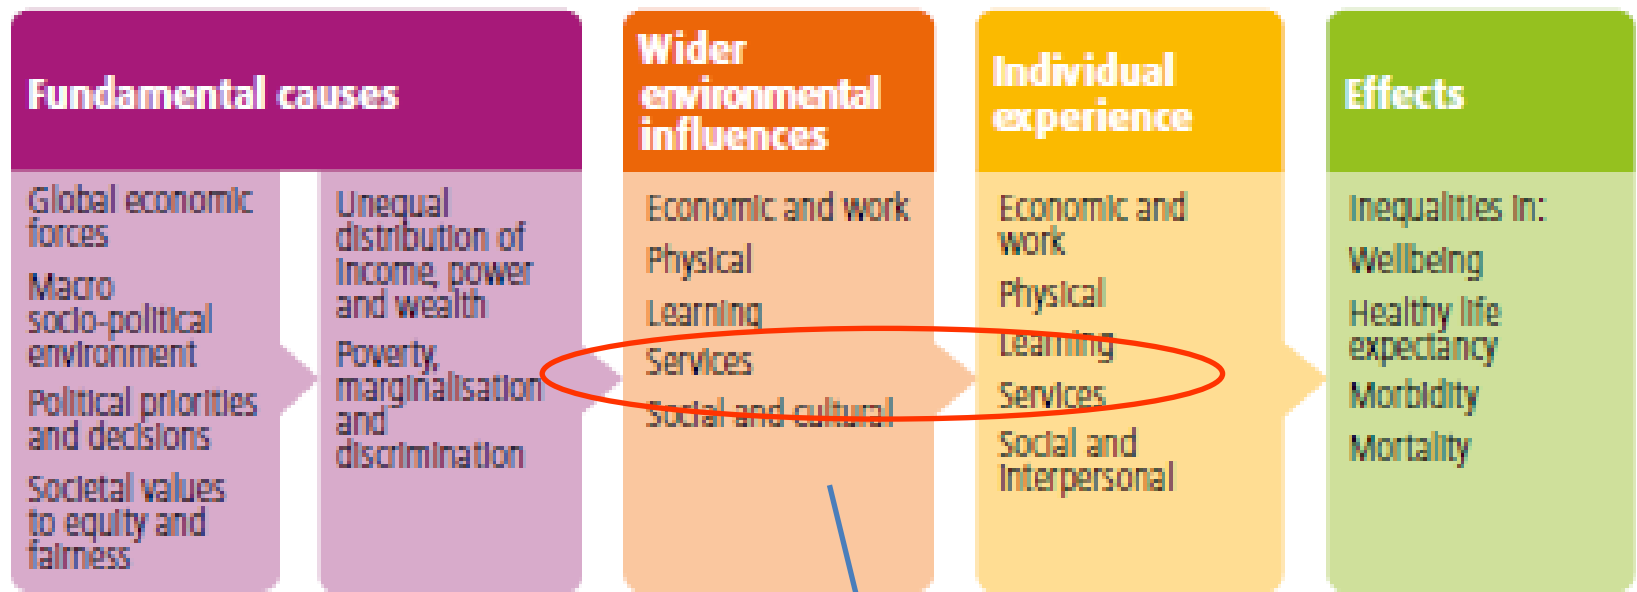 Fundamental causes
Global economic
forces
Macro
socio-political
environment
Political priorities
and decisions
Societal values
to equity and
fairness
Unequal
distribution of
income, power
and wealth
Poverty,
marginalisation
and
discrimination
Wider
environmental
influences
Economic and work
Physical
Learning
Services
Social and cultural
Individual
experience
Economic and
work
Physical
Learning
Services
Social and
interpersonal
Effects
Inequalities in:
Wellbeing
Healthy life
expectancy
Morbidity
Mortality